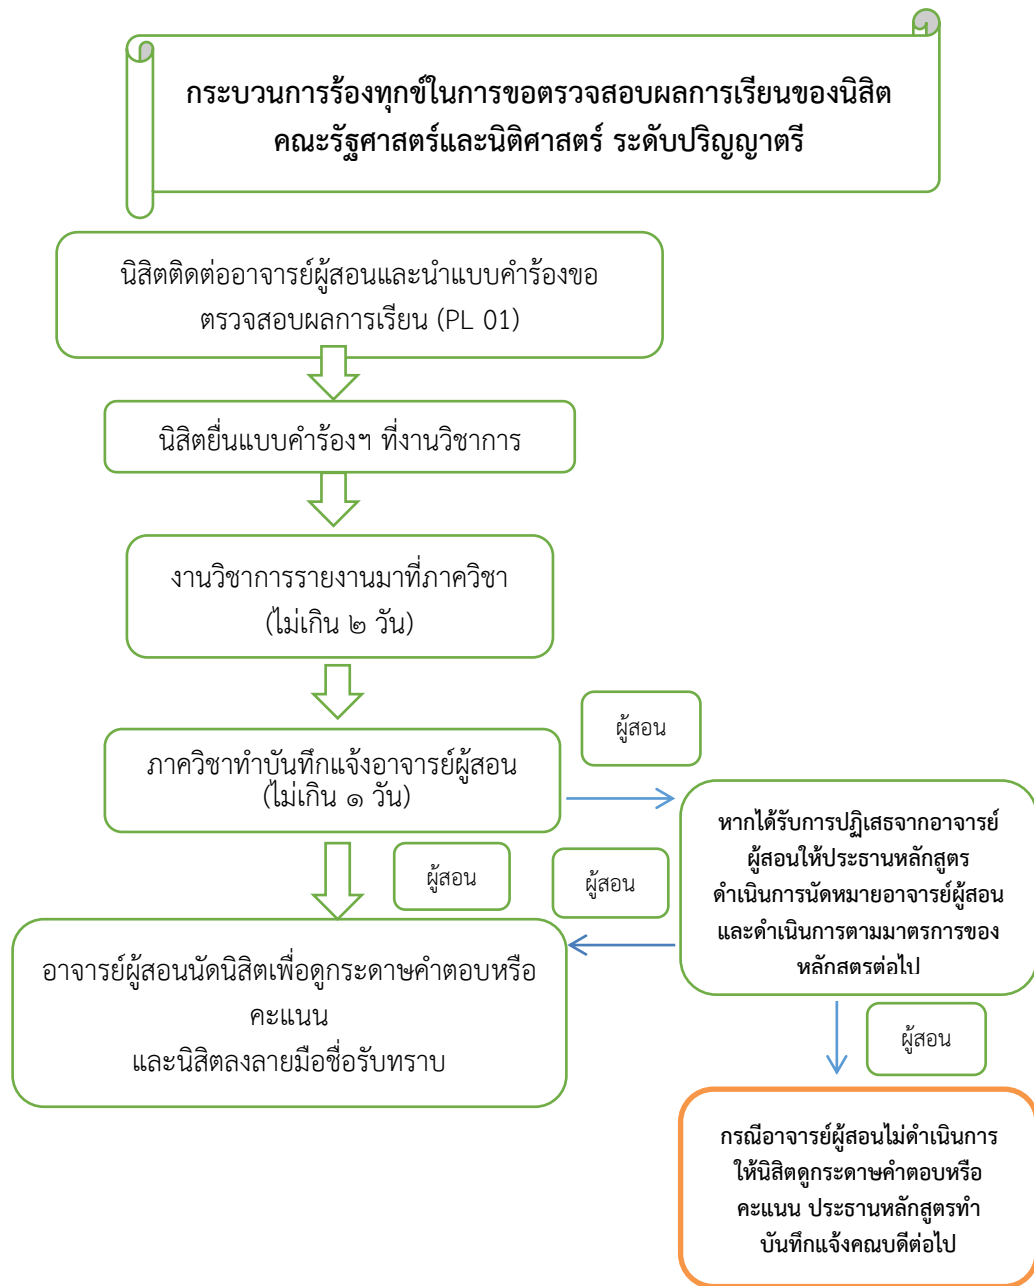 กระบวนการร้องทุกข์ในการขอตรวจสอบผลการเรียนของนิสิต
คณะรัฐศาสตร์และนิติศาสตร์ ระดับปริญญาตรี
นิสิตติดต่ออาจารย์ผู้สอนและนำแบบคำร้องขอ
ตรวจสอบผลการเรียน (PL 01)
นิสิตยื่นแบบคำร้องฯ ที่งานวิชาการ
งานวิชาการรายงานมาที่ภาควิชา
(ไม่เกิน ๒ วัน)
ผู้สอน
ภาควิชาทำบันทึกแจ้งอาจารย์ผู้สอน
(ไม่เกิน ๑ วัน)
หากได้รับการปฏิเสธจากอาจารย์
ผู้สอนให้ประธานหลักสูตร
ดำเนินการนัดหมายอาจารย์ผู้สอน
และดำเนินการตามมาตรการของ
หลักสตรต่อไป
ผู้สอน
ผู้สอน
อาจารย์ผู้สอนนัดนิสิตเพื่อดูกระดาษคำตอบหรือ
คะแนน
และนิสิตลงลายมือชื่อรับทราบ
ผู้สอน
กรณีอาจารย์ผู้สอนไม่ดำเนินการ
ให้นิสิตดูกระดาษคำตอบหรือ
คะแนน ประธานหลักสูตรทำ
บันทึกแจ้งคณบดีต่อไป